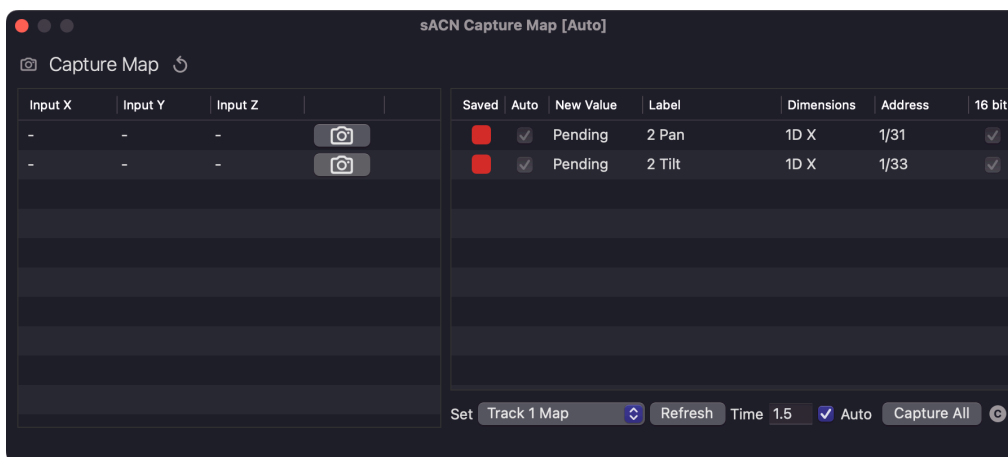 sACN Capture Map [Auto]
Capture Map
Input X Input Y Input Z
- - -
- - -
Saved Auto New Value Label Dimensions Address 16 bit
Pending 2 Pan 1D X 1/31
Pending 2 Tilt 1D X 1/33
Set Track 1 Map Refresh Time 1.5 Auto Capture All C